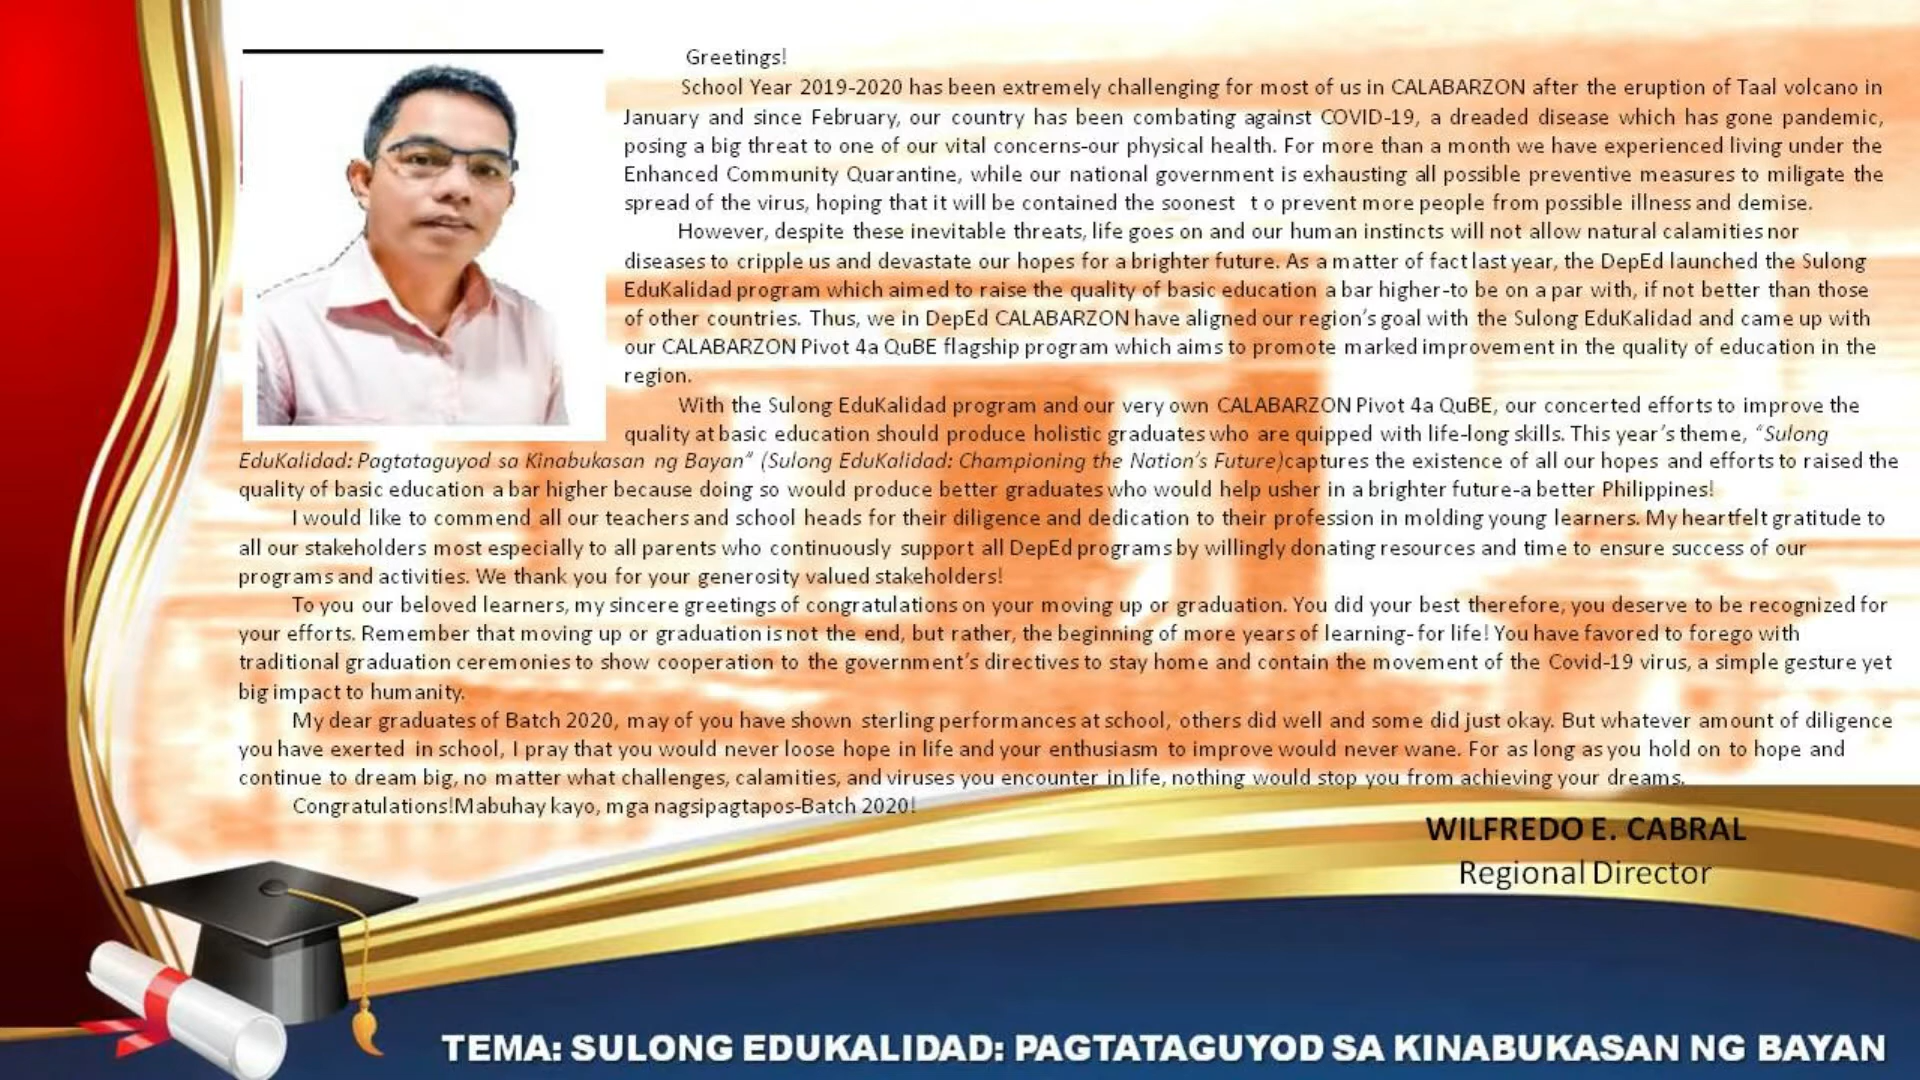 Greetings!
School Year 2019-2020 has been extremely challenging for most of us in CALABARZON after the eruption of Taal volcano in
January and since February, our country has been combating against COVID-19, a dreaded disease which has gone pandemic,
posing a big threat to one of our vital concerns-our physical health. For more than a month we have experienced living under the
Enhanced Community Quarantine, while our national government is exhausting all possible preventive measures to miligate the
spread of the virus, hoping that it will be contained the soonest t o prevent more people from possible illness and demise.
However, despite these inevitable threats, life goes on and our human instincts will not allow natural calamities nor
diseases to cripple us and devastate our hopes for a brighter future. As a matter of fact last year, the DepEd launched the Sulong
EduKalidad program which aimed to raise the quality of basic education a bar higher-to be on a par with, if not better than those
of other countries. Thus, we in DepEd CALABARZON have aligned our region's goal with the Sulong EduKalidad and came up with
our CALABARZON Pivot 4a QuBE flagship program which aims to promote marked improvement in the quality of education in the
region.
With the Sulong EduKalidad program and our very own CALABARZON Pivot 4a QuBE, our concerted efforts to improve the
quality at basic education should produce holistic graduates who are quipped with life-long skills. This year's theme, "Sulong
EduKalidad: Pagtataguyod sa Kinabukasan ng Bayan" (Sulong EduKalidad: Championing the Nation's Future)captures the existence of all our hopes and efforts to raised the
quality of basic education a bar higher because doing so would produce better graduates who would help usher in a brighter future-a better Philippines!
I would like to commend all our teachers and school heads for their diligence and dedication to their profession in molding young learners. My heartfelt gratitude to
all our stakeholders most especially to all parents who continuously support all DepEd programs by willingly donating resources and time to ensure success of our
programs and activities. We thank you for your generosity valued stakeholders!
To you our beloved learners, my sincere greetings of congratulations on your moving up or graduation. You did your best therefore, you deserve to be recognized for
your efforts. Remember that moving up or graduation is not the end, but rather, the beginning of more years of learning- for life! You have favored to forego with
traditional graduation ceremonies to show cooperation to the government's directives to stay home and contain the movement of the Covid-19 virus, a simple gesture yet
big impact to humanity.
My dear graduates of Batch 2020, may of you have shown sterling performances at school, others did well and some did just okay. But whatever amount of diligence
you have exerted in school, I pray that you would never loose hope in life and your enthusiasm to improve would never wane. For as long as you hold on to hope and
continue to dream big, no matter what challenges, calamities, and viruses you encounter in life, nothing would stop you from achieving your dreams.
Congratulations!Mabuhay kayo, mga nagsipagtapos-Batch 2020!
WILFREDO E. CABRAL
Regional Director
TEMA: SULONG EDUKALIDAD: PAGTATAGUYOD SA KINABUKASAN NG BAYAN